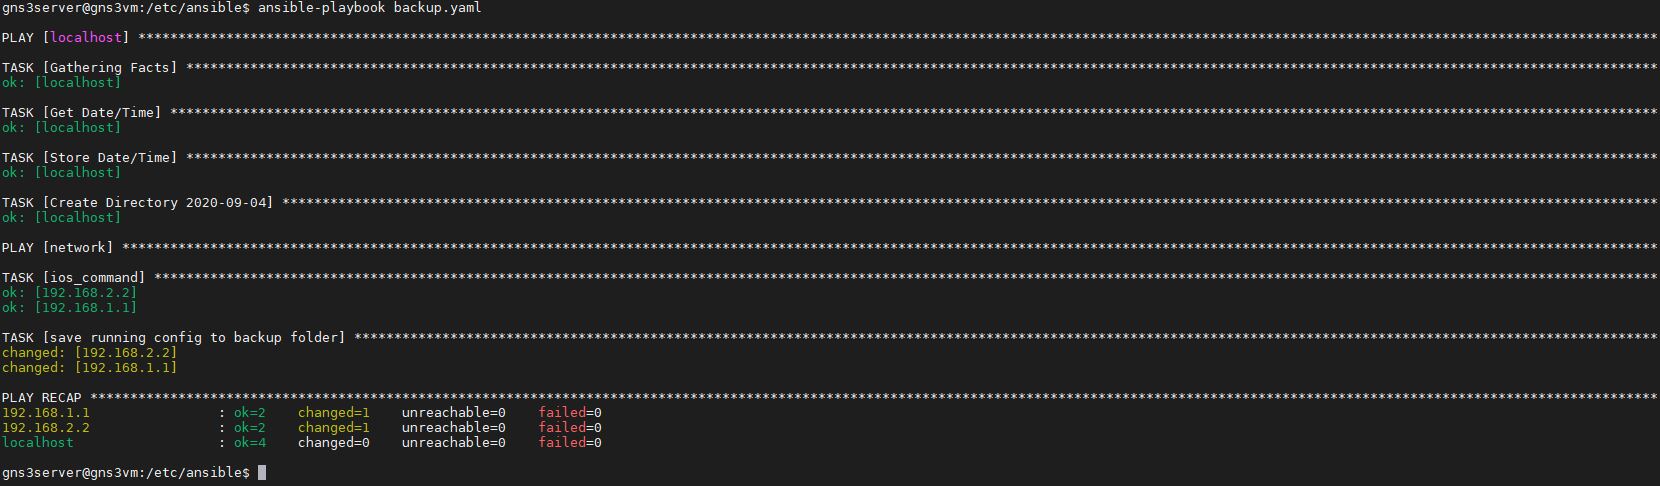 gns3server@gns3vm:/etc/ansible$ ansible-playbook backup.yaml
PLAY [localhost] ***********************************************************************************************************************************************************************************************
TASK [Gathering Facts] *****************************************************************************************************************************************************************************************
ok: [localhost]
TASK [Get Date/Time] *******************************************************************************************************************************************************************************************
ok: [localhost]
TASK [Store Date/Time] *****************************************************************************************************************************************************************************************
ok: [localhost]
TASK [Create Directory 2020-09-04] *****************************************************************************************************************************************************************************
ok: [localhost]
PLAY [network] *************************************************************************************************************************************************************************************************
TASK [ios_command] *********************************************************************************************************************************************************************************************
ok: [192.168.2.2]
ok: [192.168.1.1]
TASK [save running config to backup folder] ********************************************************************************************************************************************************************
changed: [192.168.2.2]
changed: [192.168.1.1]
PLAY RECAP *****************************************************************************************************************************************************************************************************
192.168.1.1                : ok=2    changed=1    unreachable=0    failed=0
192.168.2.2                : ok=2    changed=1    unreachable=0    failed=0
localhost                  : ok=4    changed=0    unreachable=0    failed=0
gns3server@gns3vm:/etc/ansible$